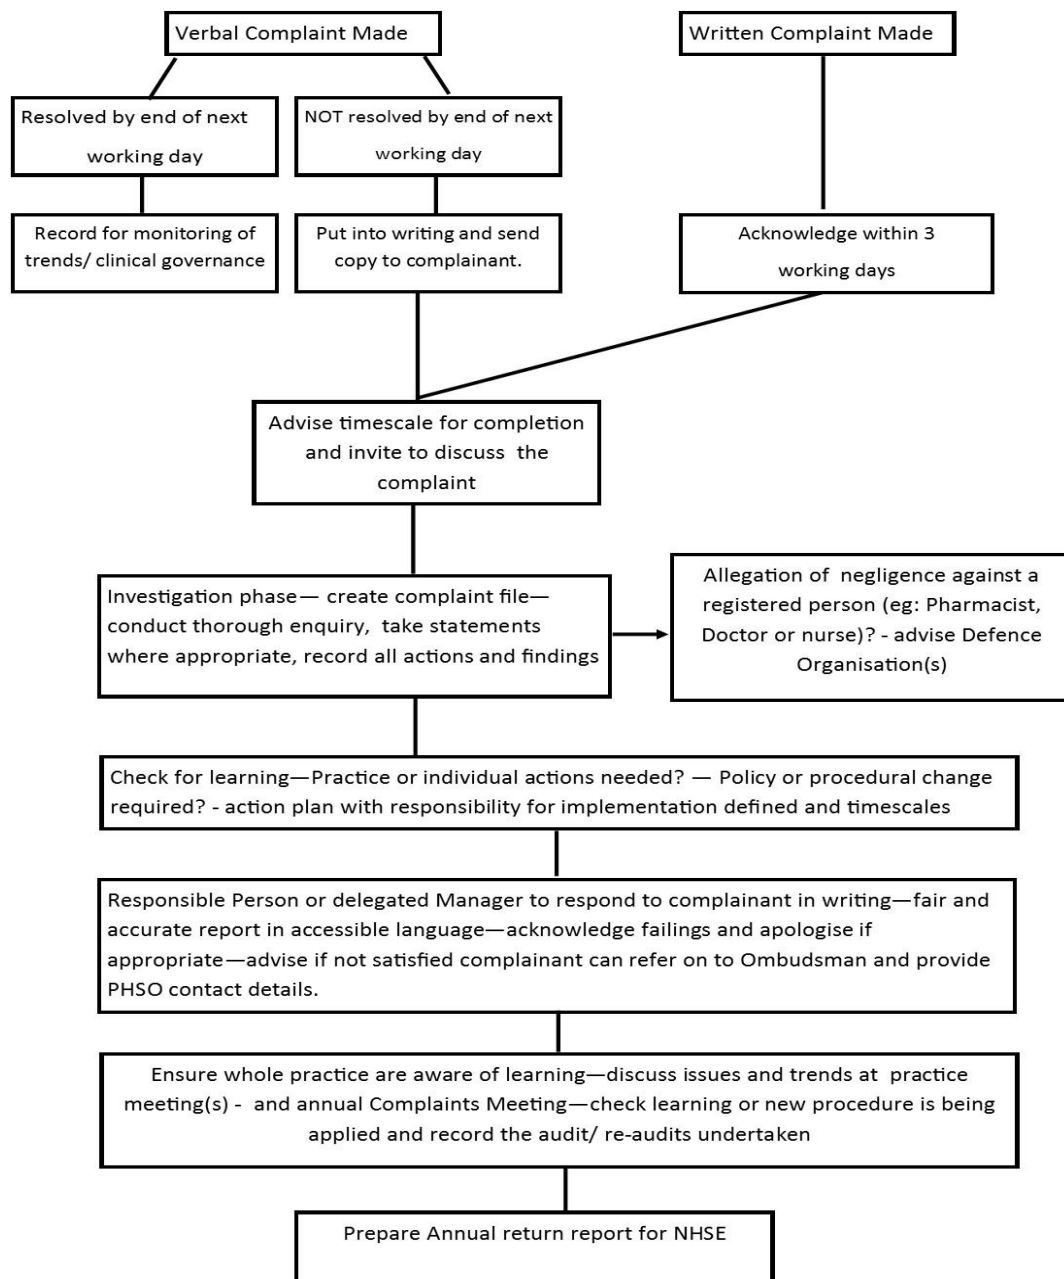 Verbal Complaint Made
Written Complaint Made
Resolved by end of next
working day
NOT resolved by end of next
working day
Record for monitoring of
trends/ clinical governance
Put into writing and send
copy to complainant.
Acknowledge within 3
working days
Advise timescale for completion
and invite to discuss the
complaint
Investigation phase— create complaint file—
conduct thorough enquiry, take statements
where appropriate, record all actions and findings
Allegation of negligence against a
registered person (eg: Pharmacist,
Doctor or nurse)? - advise Defence
Organisation(s)
Check for learning—Practice or individual actions needed? — Policy or procedural change
required? - action plan with responsibility for implementation defined and timescales
Responsible Person or delegated Manager to respond to complainant in writing—fair and
accurate report in accessible language—acknowledge failings and apologise if
appropriate—advise if not satisfied complainant can refer on to Ombudsman and provide
PHSO contact details.
Ensure whole practice are aware of learning—discuss issues and trends at practice
meeting(s) - and annual Complaints Meeting—check learning or new procedure is being
applied and record the audit/ re-audits undertaken
Prepare Annual return report for NHSE